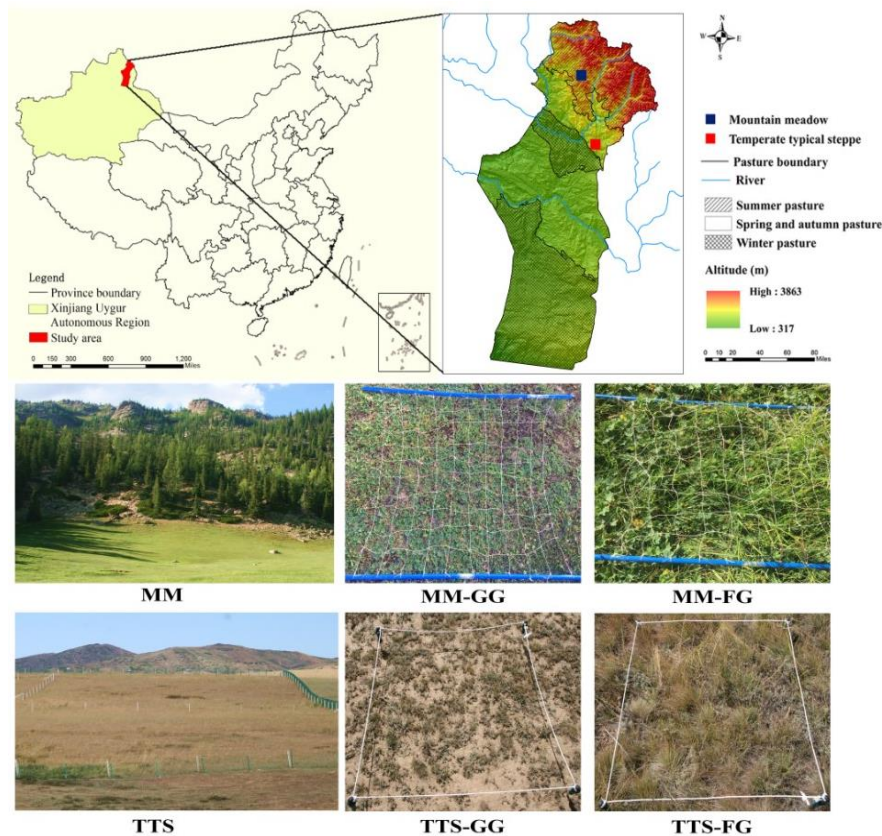 N
W E
S
Mountain meadow
Temperate typical steppe
Pasture boundary
River
Summer pasture
Spring and autumn pasture
Winter pasture
Altitude (m)
High : 3863
Low : 317
0 10 20 40 60 80
Miles
Legend
Province boundary
Xinjiang Uygur
Autonomous Region
Study area
0 150 300 600 900 1,200
Miles
MM
MM-GG
MM-FG
TTS
TTS-GG
TTS-FG